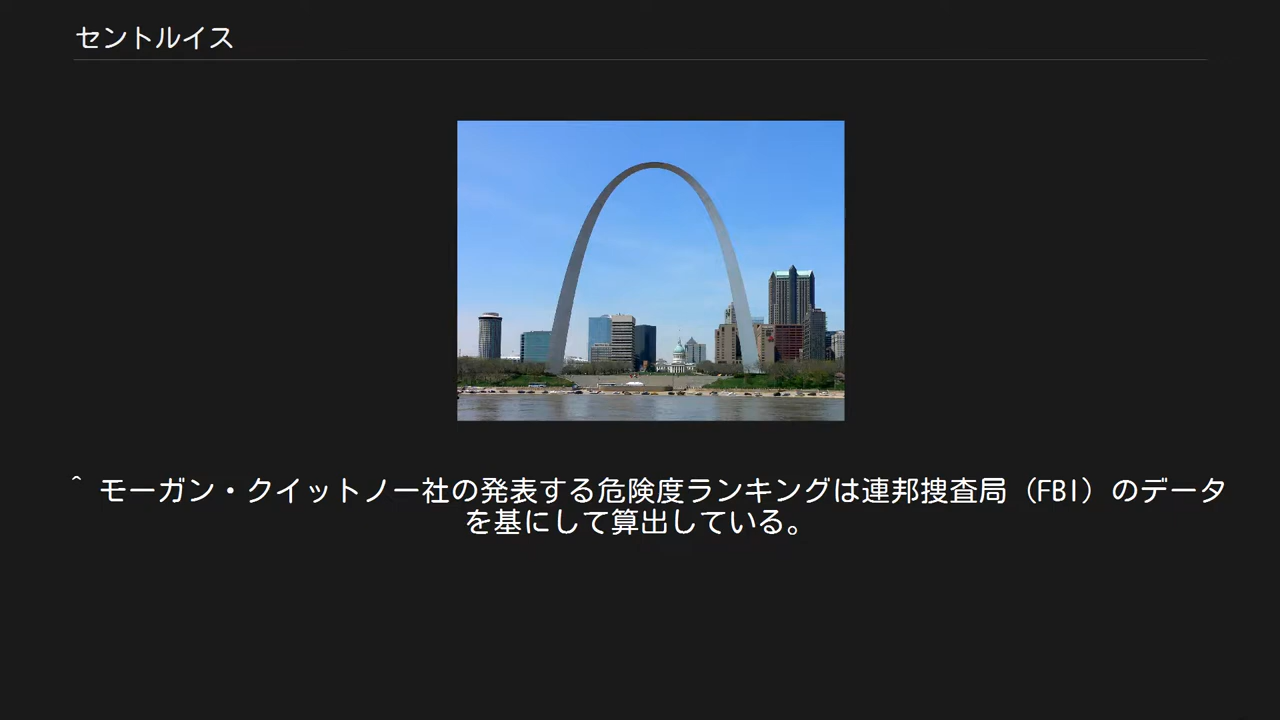 セントルイス
^ モーガン・クイットノー社の発表する危険度ランキングは連邦捜査局（FBI）のデータ
を基にして算出している。